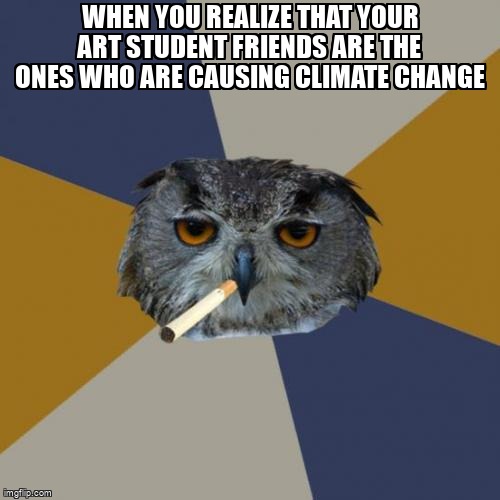 WHEN YOU REALIZE THAT YOUR
ART STUDENT FRIENDS ARE THE
ONES WHO ARE CAUSING CLIMATE CHANGE
imgflip.com